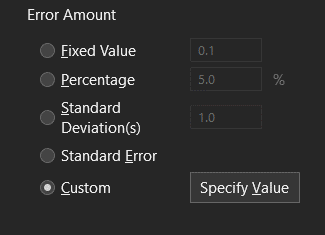 Error Amount
Fixed Value 0.1
Percentage 5.0 %
Standard
Deviation(s) 1.0
Standard Error
Custom Specify Value